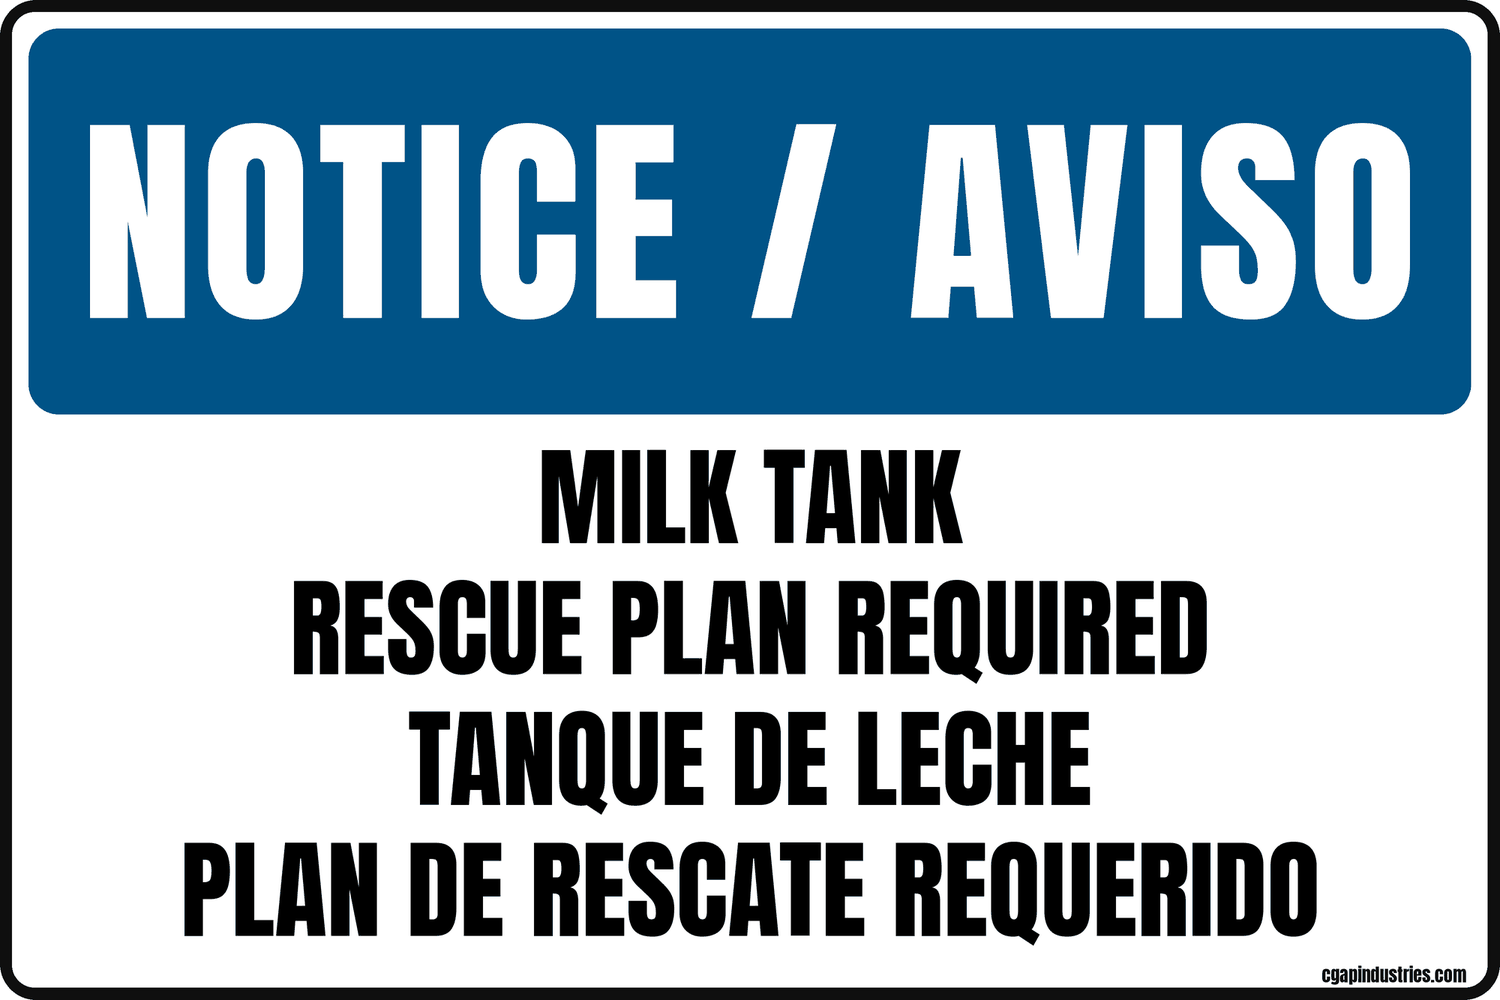 NOTICE / AVISO
MILK TANK
RESCUE PLAN REQUIRED
TANQUE DE LECHE
PLAN DE RESCATE REQUERIDO
cgapindustries.com